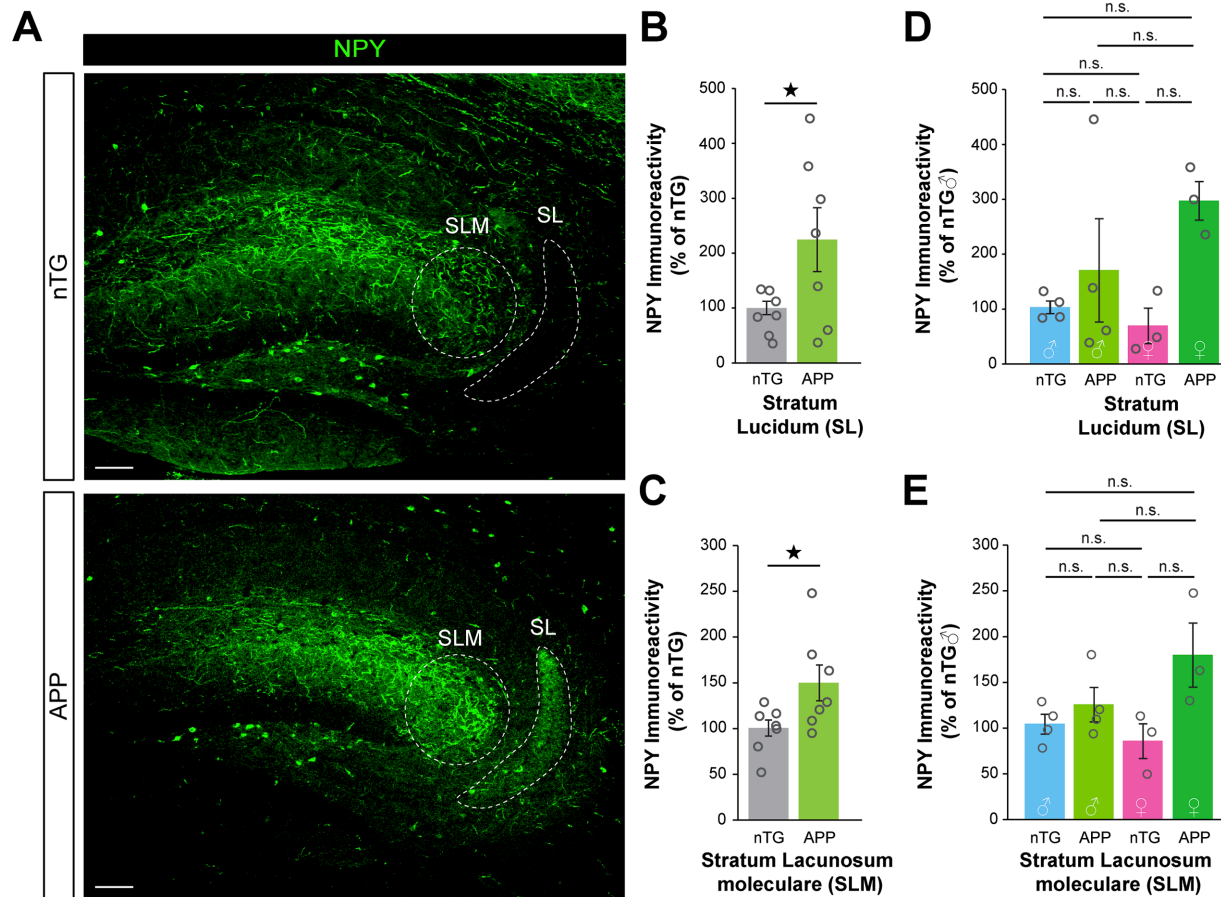 A
NPY
nTG
SLM
SL
APP
SLM
SL
B
★
NPY Immunoreactivity
(% of nTG)
500
400
300
200
100
0
nTG
APP
Stratum
Lucidum (SL)
C
★
NPY Immunoreactivity
(% of nTG)
300
250
200
150
100
50
0
nTG
APP
Stratum Lacunosum
moleculare (SLM)
D
n.s.
n.s.
n.s.
n.s.
n.s.
n.s.
NPY Immunoreactivity
(% of nTG♂)
500
400
300
200
100
0
♂
♂
♀
♀
nTG
APP
nTG
APP
Stratum
Lucidum (SL)
E
n.s.
n.s.
n.s.
n.s.
n.s.
n.s.
NPY Immunoreactivity
(% of nTG♂)
300
250
200
150
100
50
0
♂
♂
♀
♀
nTG
APP
nTG
APP
Stratum Lacunosum
moleculare (SLM)